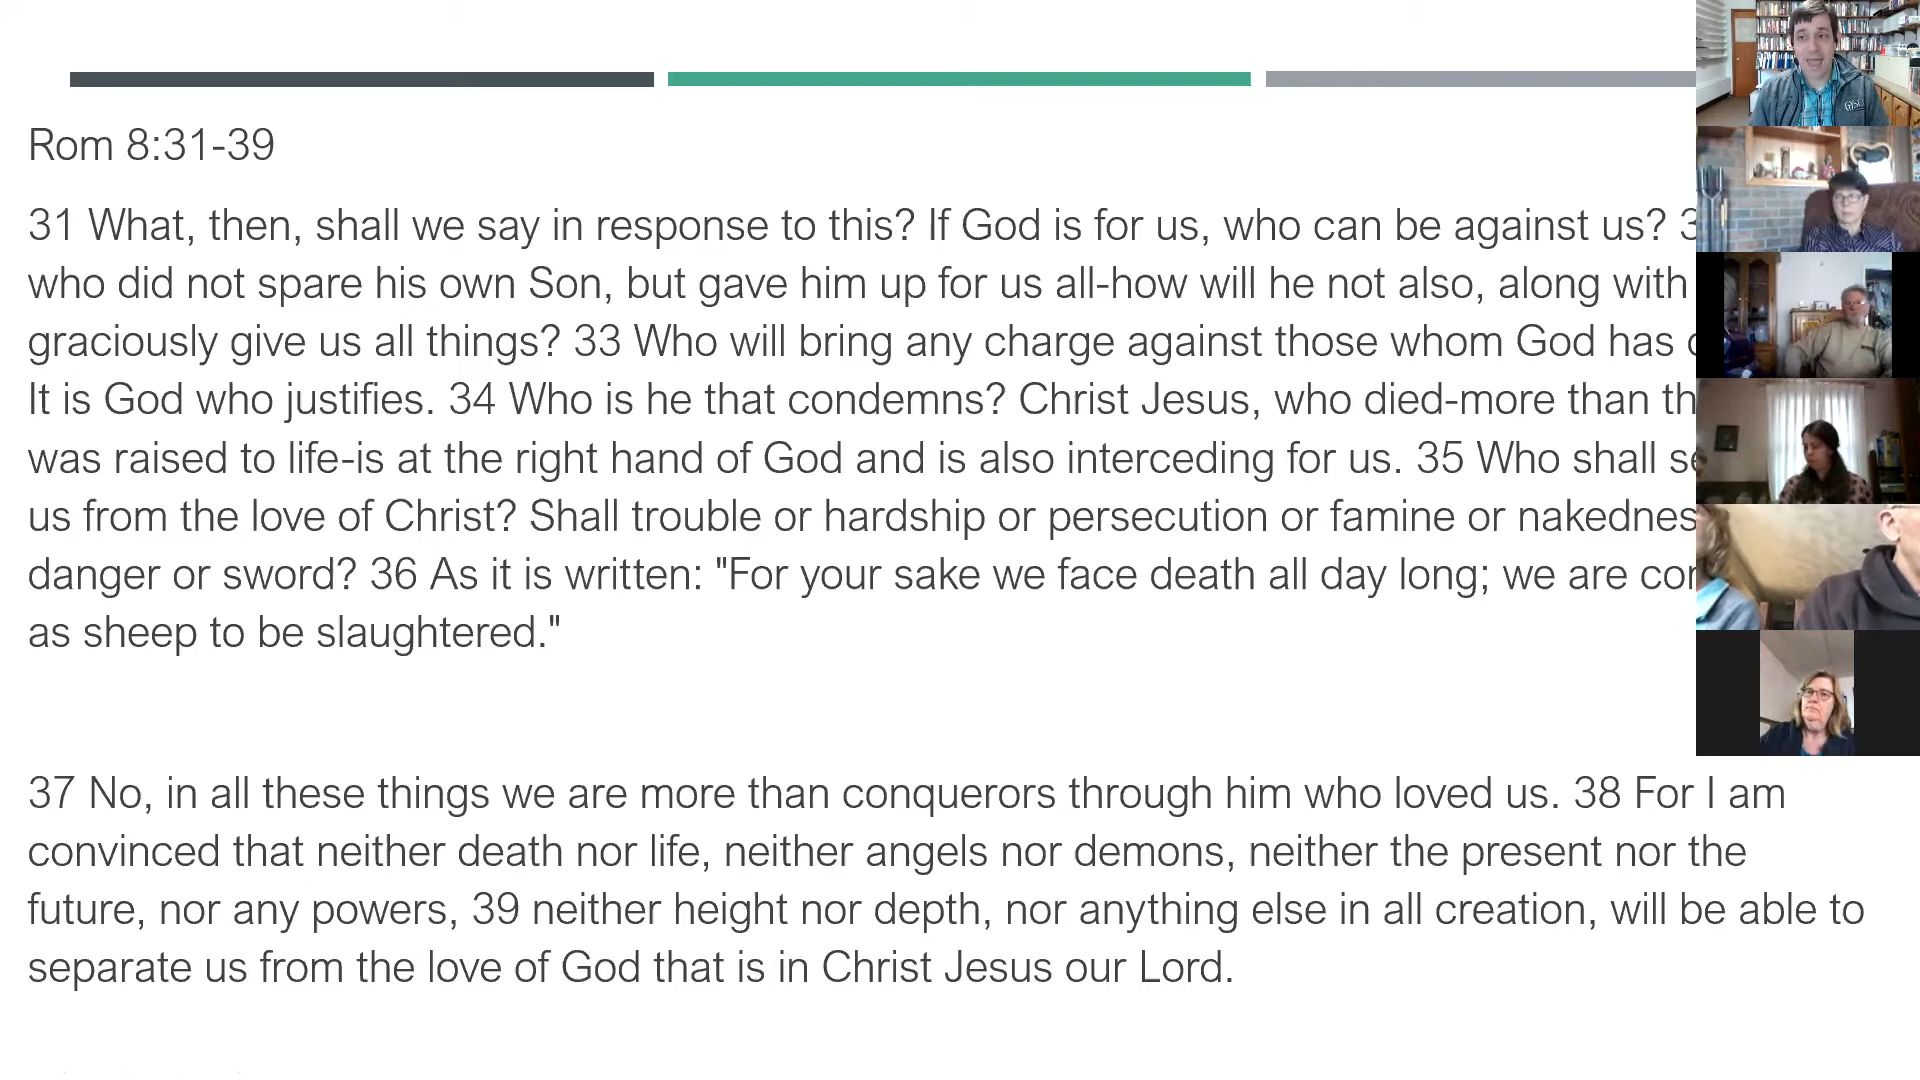 Rom 8:31-39
31 What, then, shall we say in response to this? If God is for us, who can be against us?
who did not spare his own Son, but gave him up for us all-how will he not also, along with
graciously give us all things? 33 Who will bring any charge against those whom God has
It is God who justifies. 34 Who is he that condemns? Christ Jesus, who died-more than
was raised to life-is at the right hand of God and is also interceding for us. 35 Who shall
us from the love of Christ? Shall trouble or hardship or persecution or famine or
danger or sword? 36 As it is written: "For your sake we face death all day long; we are
as sheep to be slaughtered."
37 No, in all these things we are more than conquerors through him who loved us. 38 For I am
convinced that neither death nor life, neither angels nor demons, neither the present nor the
future, nor any powers, 39 neither height nor depth, nor anything else in all creation, will be able to
separate us from the love of God that is in Christ Jesus our Lord.